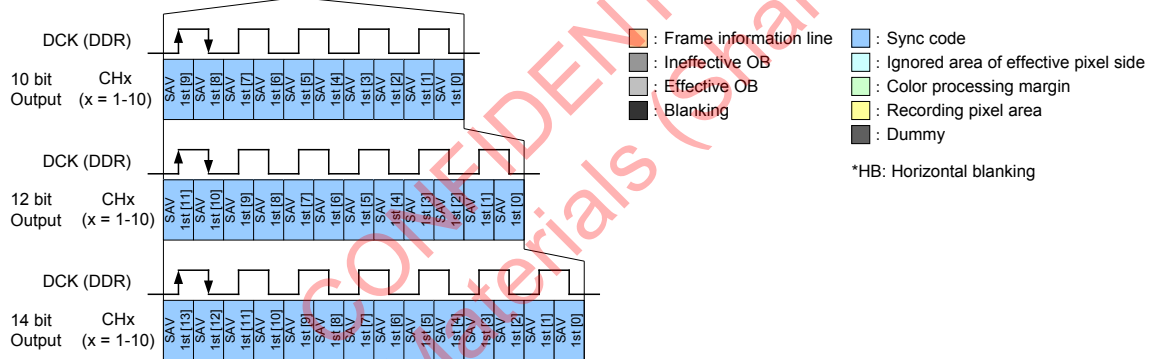 DCK (DDR)
10 bit Output CHx (x = 1-10)
SAV 1st [9] SAV 1st [8] SAV 1st [7] SAV 1st [6] SAV 1st [5] SAV 1st [4] SAV 1st [3] SAV 1st [2] SAV 1st [1] SAV 1st [0]
DCK (DDR)
12 bit Output CHx (x = 1-10)
SAV 1st [11] SAV 1st [10] SAV 1st [9] SAV 1st [8] SAV 1st [7] SAV 1st [6] SAV 1st [5] SAV 1st [4] SAV 1st [3] SAV 1st [2] SAV 1st [1] SAV 1st [0]
DCK (DDR)
14 bit Output CHx (x = 1-10)
SAV 1st [13] SAV 1st [12] SAV 1st [11] SAV 1st [10] SAV 1st [9] SAV 1st [8] SAV 1st [7] SAV 1st [6] SAV 1st [5] SAV 1st [4] SAV 1st [3] SAV 1st [2] SAV 1st [1] SAV 1st [0]
: Frame information line
: Ineffective OB
: Effective OB
: Blanking
: Sync code
: Ignored area of effective pixel side
: Color processing margin
: Recording pixel area
: Dummy
*HB: Horizontal blanking